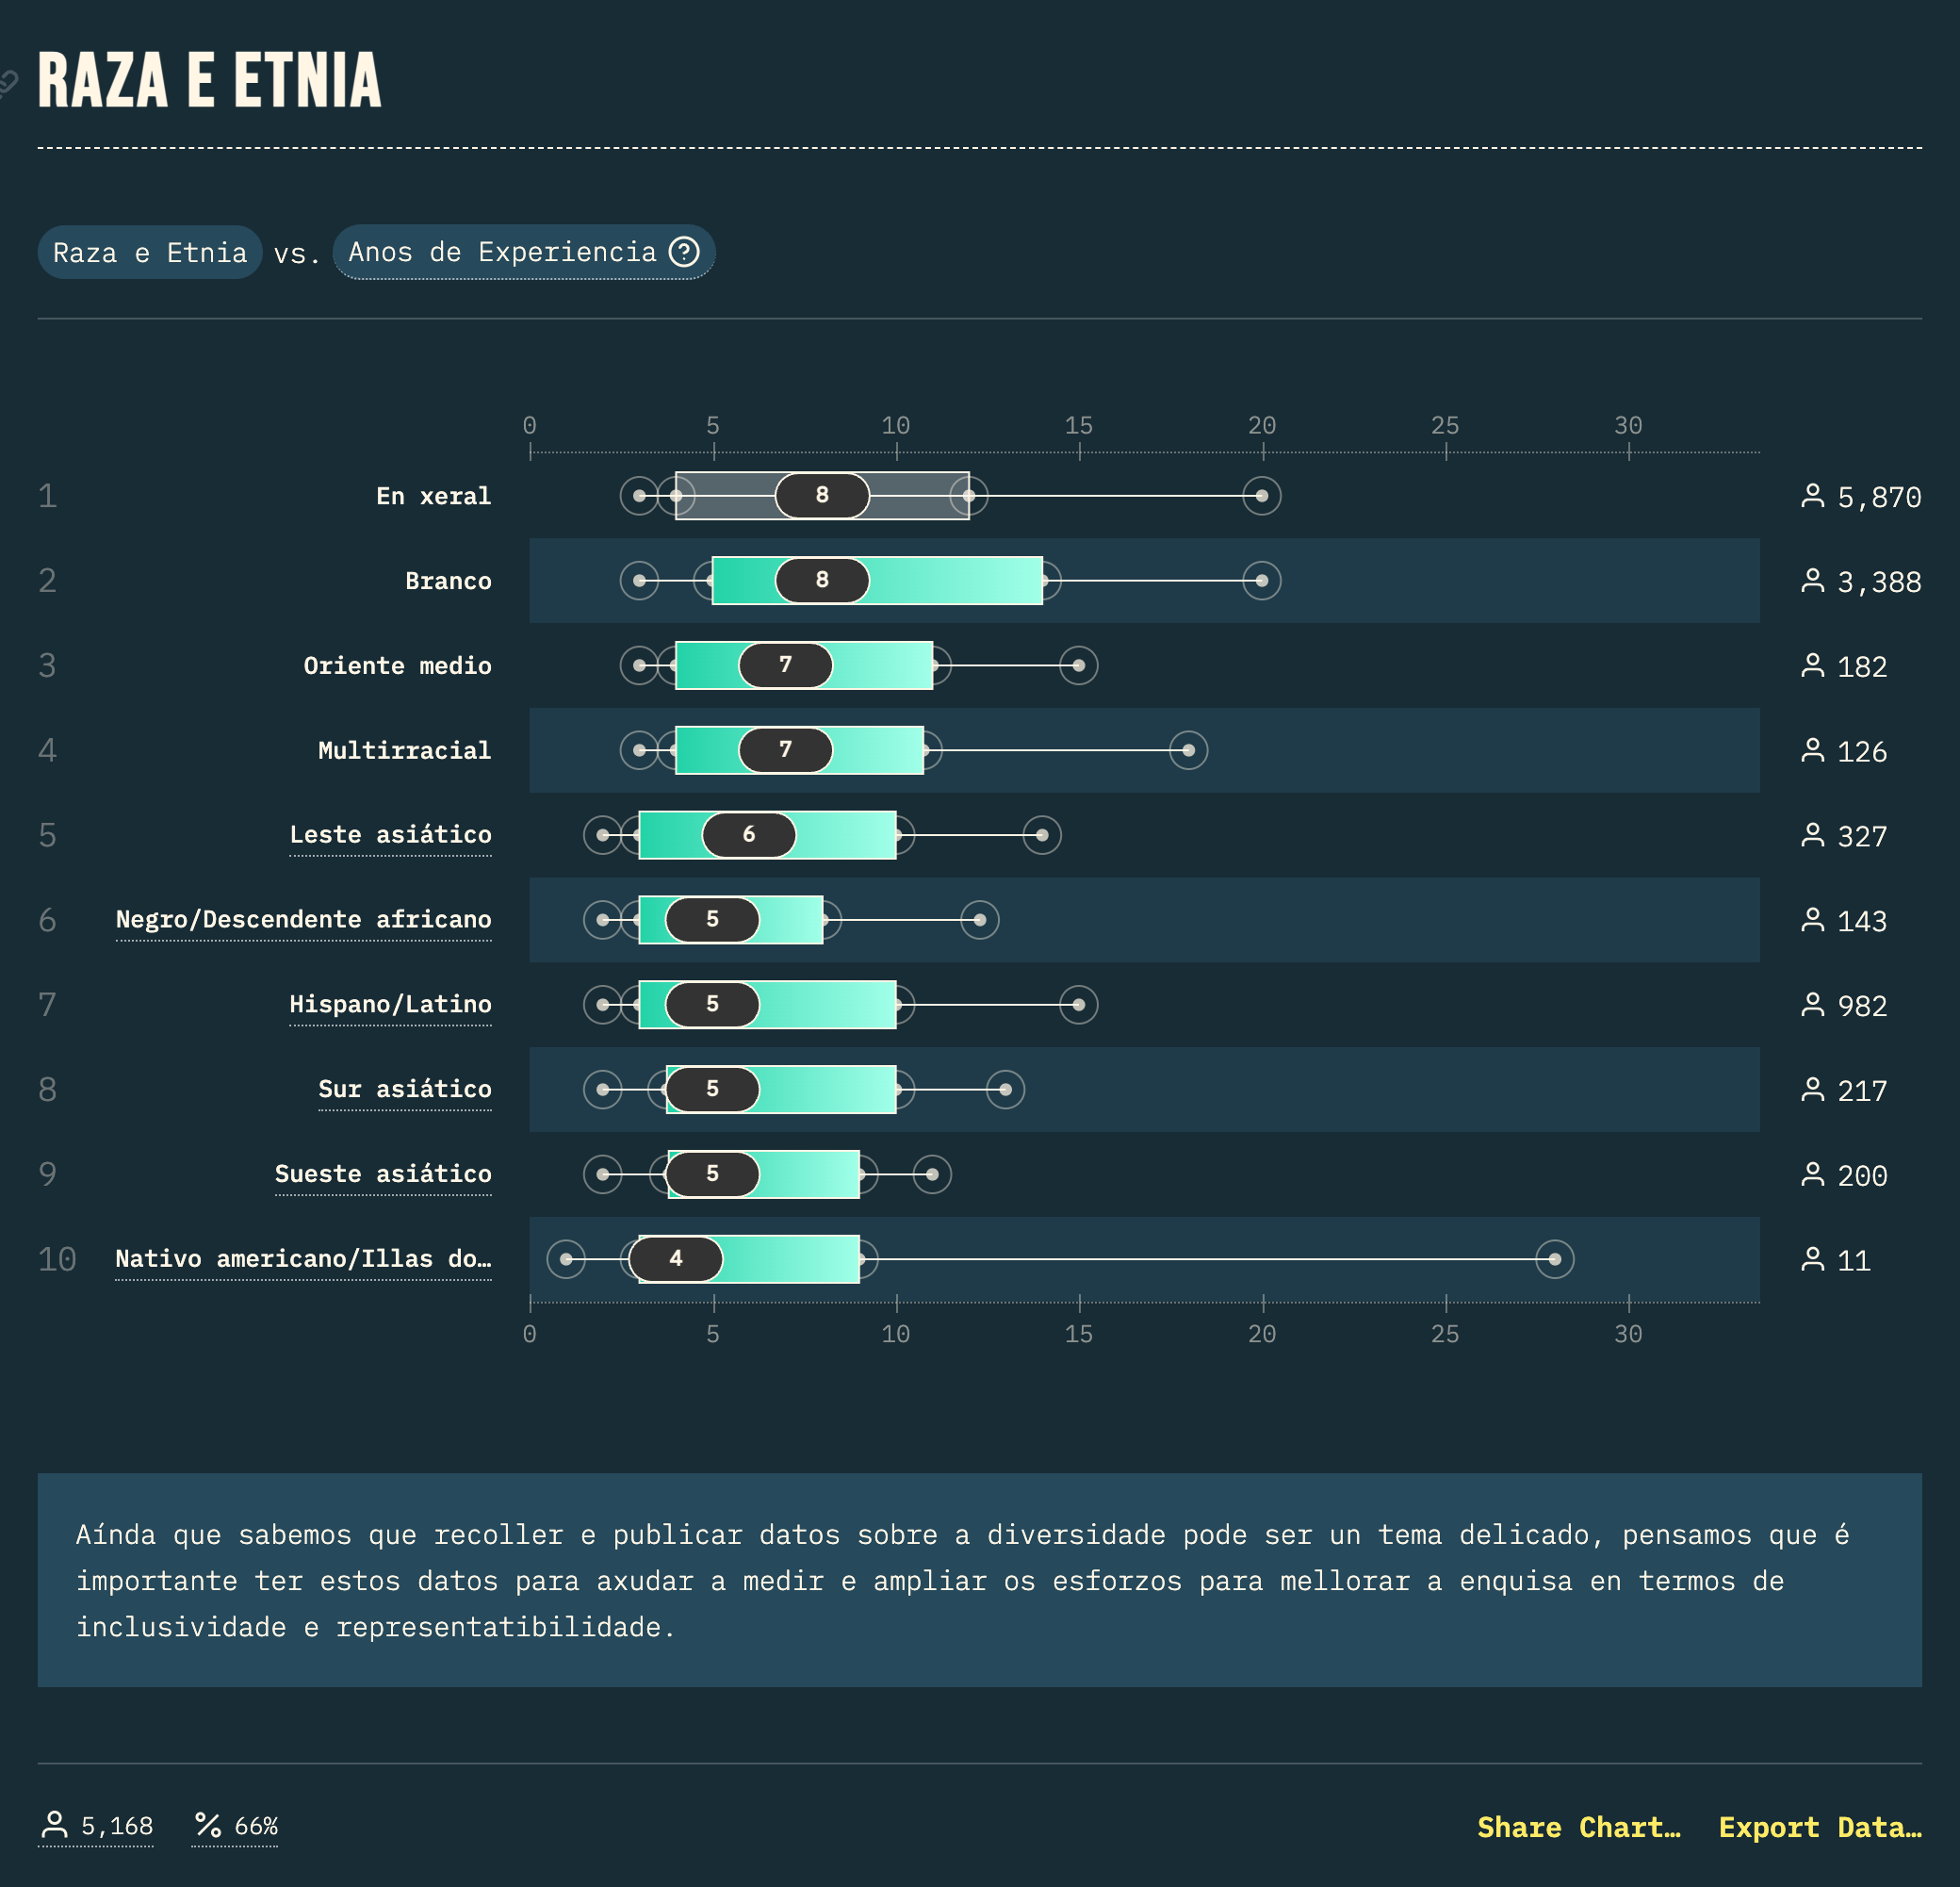 RAZA E ETNIA
Raza e Etnia vs. Anos de Experiencia ?
0 5 10 15 20 25 30
1 En xeral 8 5,870
2 Branco 8 3,388
3 Oriente medio 7 182
4 Multirracial 7 126
5 Leste asiático 6 327
6 Negro/Descendente africano 5 143
7 Hispano/Latino 5 982
8 Sur asiático 5 217
9 Sueste asiático 5 200
10 Nativo americano/Illas do… 4 11
0 5 10 15 20 25 30
Aínda que sabemos que recoller e publicar datos sobre a diversidade pode ser un tema delicado, pensamos que é
importante ter estos datos para axudar a medir e ampliar os esforzos para mellorar a enquisa en termos de
inclusividade e representatibilidade.
5,168 % 66% Share Chart… Export Data…